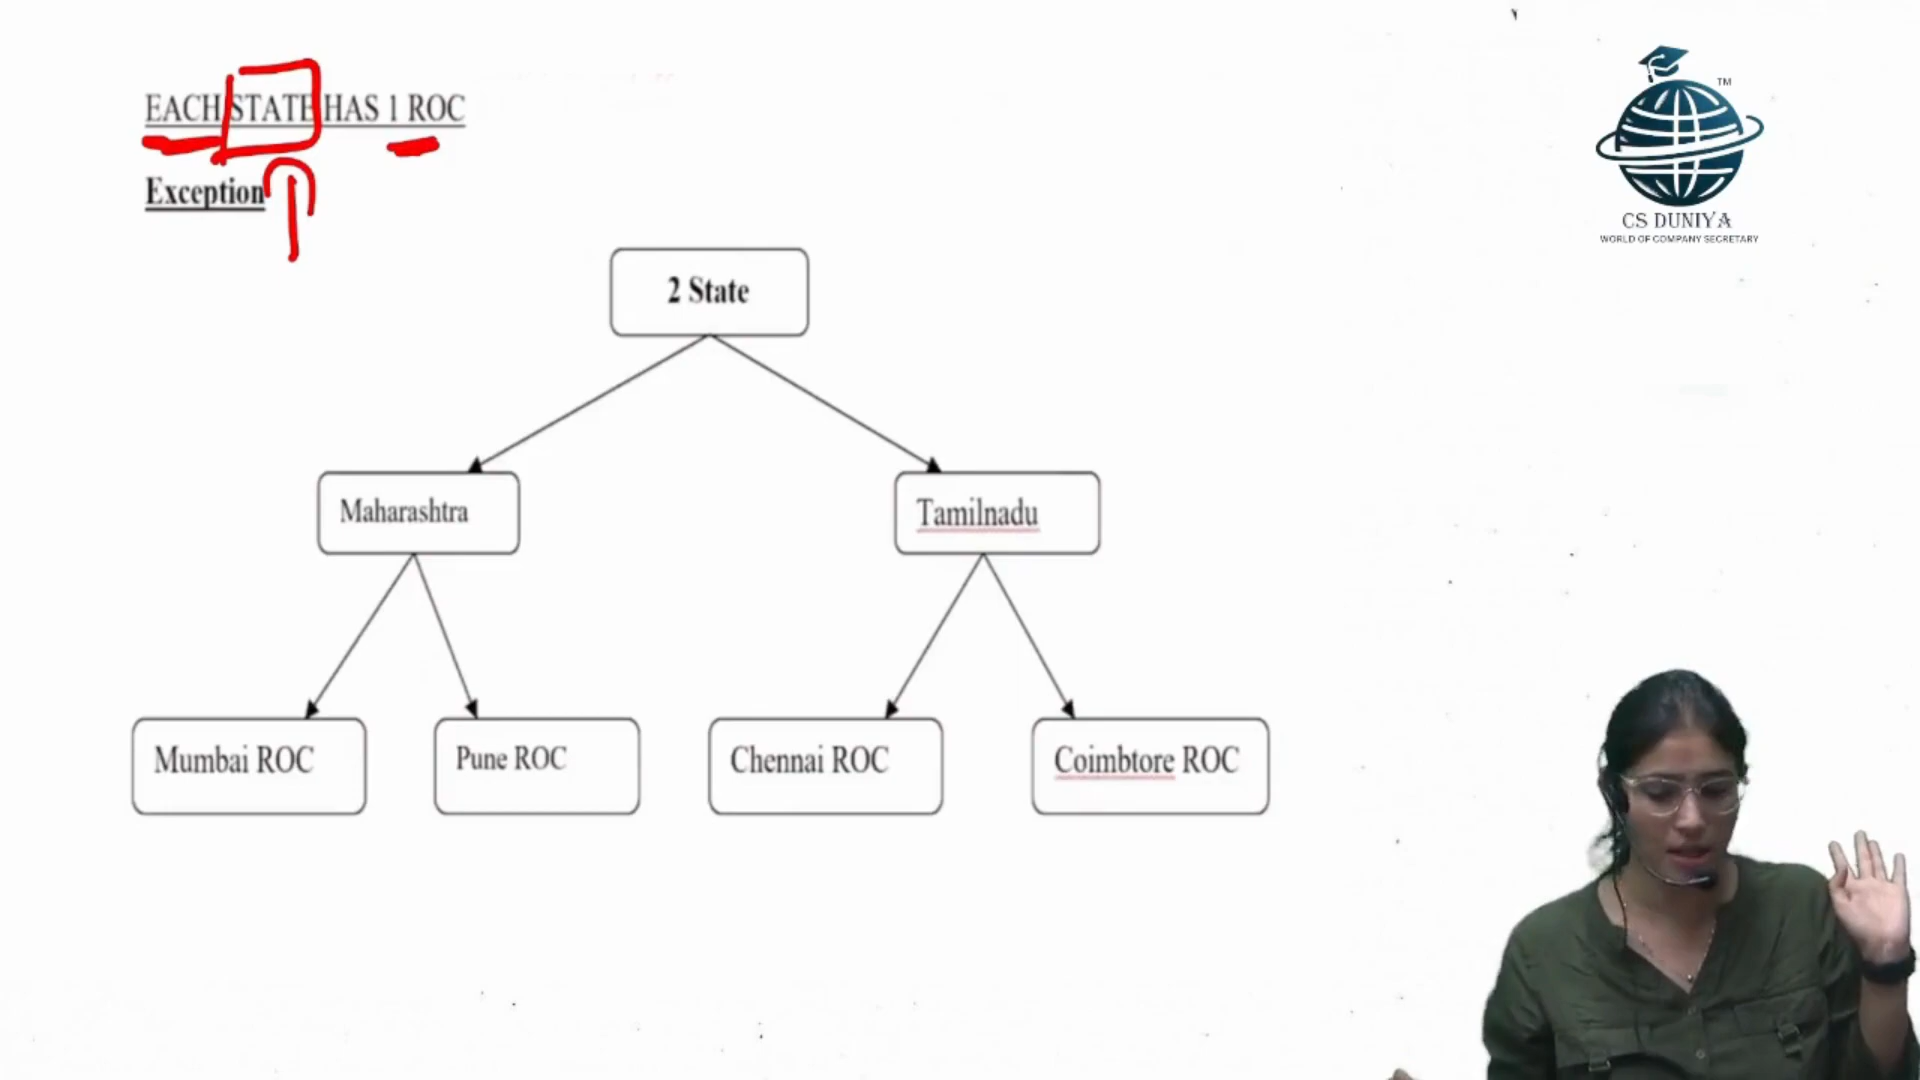 EACH STATE HAS 1 ROC
Exception
TM
CS DUNIYA
WORLD OF COMPANY SECRETARY
2 State
Maharashtra
Tamilnadu
Mumbai ROC
Pune ROC
Chennai ROC
Coimbtore ROC